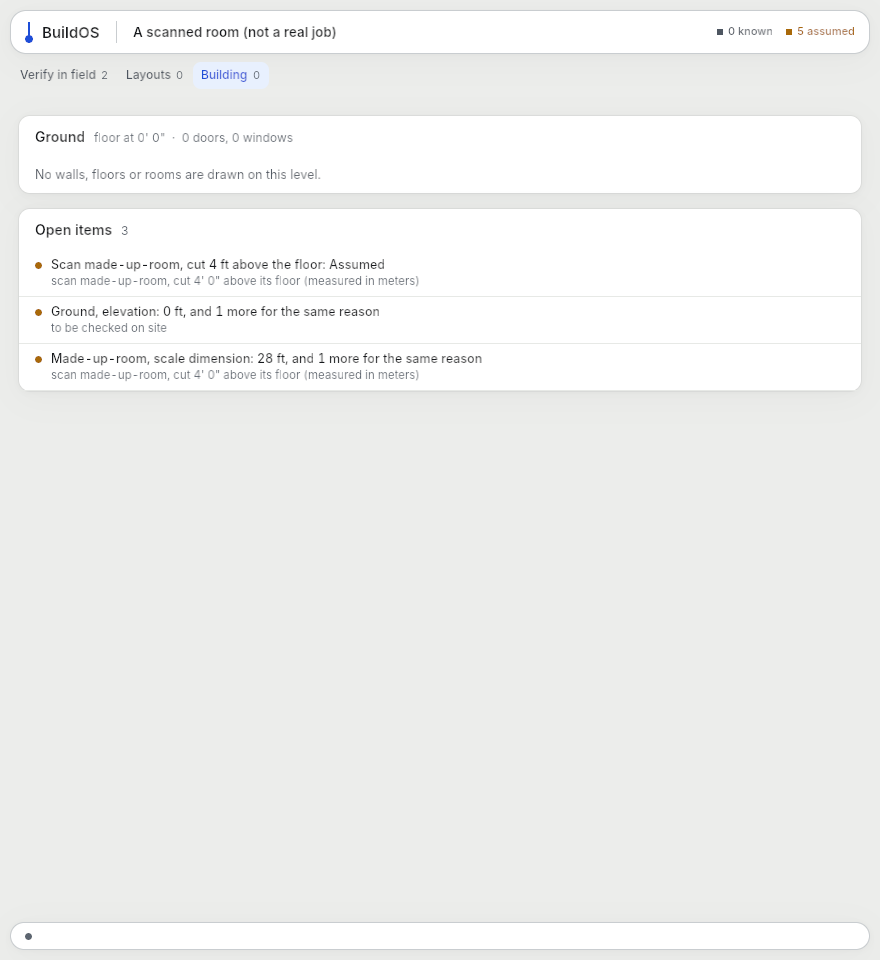 BuildOS
A scanned room (not a real job)
0 known
5 assumed
Verify in field 2
Layouts 0
Building 0
Ground floor at 0' 0" · 0 doors, 0 windows
No walls, floors or rooms are drawn on this level.
Open items 3
Scan made-up-room, cut 4 ft above the floor: Assumed
scan made-up-room, cut 4' 0" above its floor (measured in meters)
Ground, elevation: 0 ft, and 1 more for the same reason
to be checked on site
Made-up-room, scale dimension: 28 ft, and 1 more for the same reason
scan made-up-room, cut 4' 0" above its floor (measured in meters)